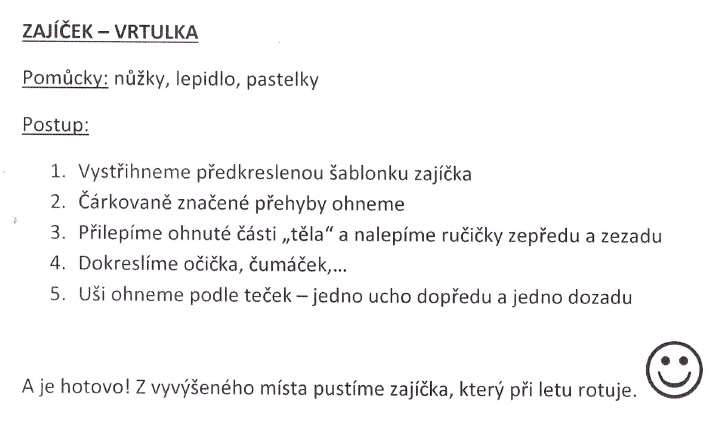 ZAJÍČEK – VRTULKA
Pomůcky: nůžky, lepidlo, pastelky
Postup:
1. Vystřihneme předkreslenou šablonku zajíčka
2. Čárkovaně značené přehyby ohneme
3. Přilepíme ohnuté části „těla“ a nalepíme ručičky zepředu a zezadu
4. Dokreslíme očička, čumáček,...
5. Uši ohneme podle teček – jedno ucho dopředu a jedno dozadu
A je hotovo! Z vyvýšeného místa pustíme zajíčka, který při letu rotuje.